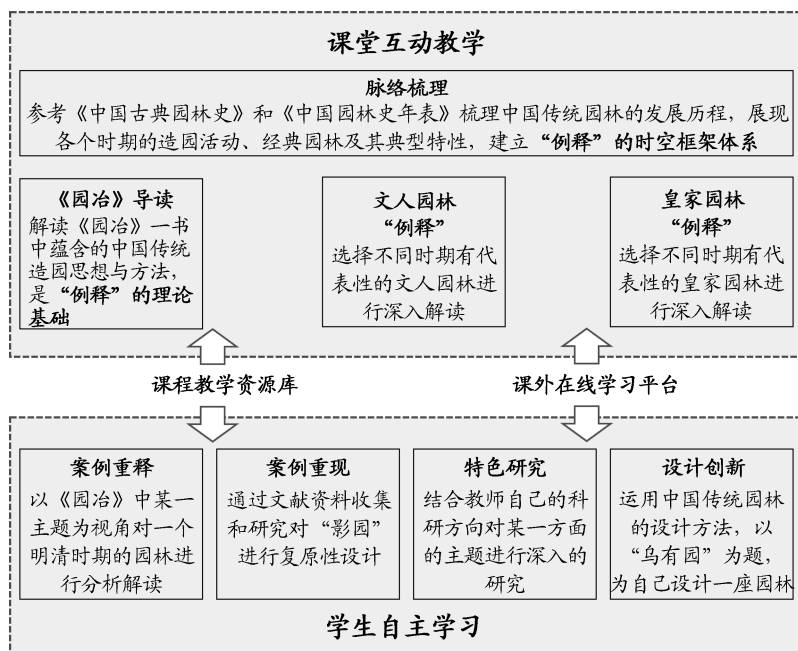 课堂互动教学
脉络梳理
参考《中国古典园林史》和《中国园林史年表》梳理中国传统园林的发展历程，展现
各个时期的造园活动、经典园林及其典型特性，建立“例释”的时空框架体系
《园冶》导读
解读《园冶》一书
中蕴含的中国传统
造园思想与方法，
是“例释”的理论
基础
文人园林
“例释”
选择不同时期有代
表性的文人园林进
行深入解读
皇家园林
“例释”
选择不同时期有代
表性的皇家园林进
行深入解读
课程教学资源库
课外在线学习平台
案例重释
以《园冶》中某一
主题为视角对一个
明清时期的园林进
行分析解读
案例重现
通过文献资料收集
和研究对“影园”
进行复原性设计
特色研究
结合教师自己的科
研方向对某一方面
的主题进行深入的
研究
设计创新
运用中国传统园林
的设计方法，以
“乌有园”为题，
为自己设计一座园林
学生自主学习